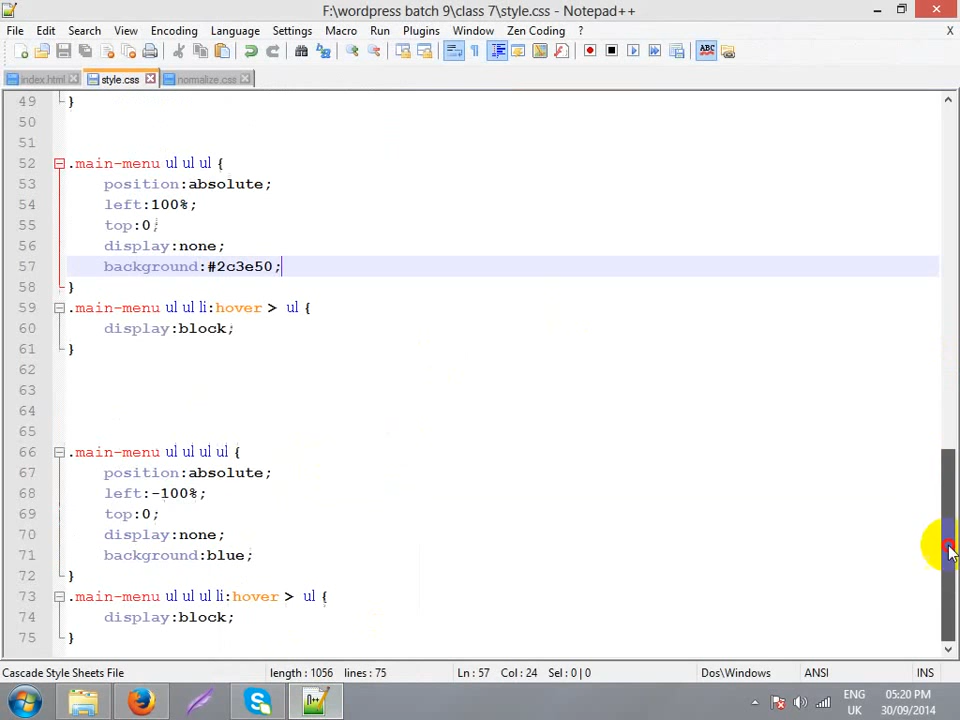 F:\wordpress batch 9\class 7\style.css - Notepad++
File Edit Search View Encoding Language Settings Macro Run Plugins Window Zen Coding ? X
index.html style.css normalize.css
49 }
50
51
52 .main-menu ul ul ul {
53 position:absolute;
54 left:100%;
55 top:0;
56 display:none;
57 background:#2c3e50;
58 }
59 .main-menu ul ul li:hover > ul {
60 display:block;
61 }
62
63
64
65
66 .main-menu ul ul ul ul {
67 position:absolute;
68 left:-100%;
69 top:0;
70 display:none;
71 background:blue;
72 }
73 .main-menu ul ul ul li:hover > ul {
74 display:block;
75 }
Cascade Style Sheets File length : 1056 lines : 75 Ln : 57 Col : 24 Sel : 0 | 0 Dos\Windows ANSI INS
ENG 05:20 PM
UK 30/09/2014